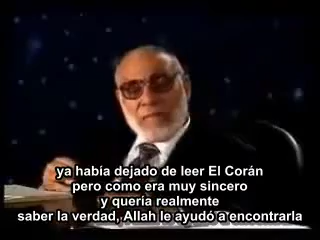 ya había dejado de leer El Corán
pero como era muy sincero
y quería realmente
saber la verdad, Allah le ayudó a encontrarla